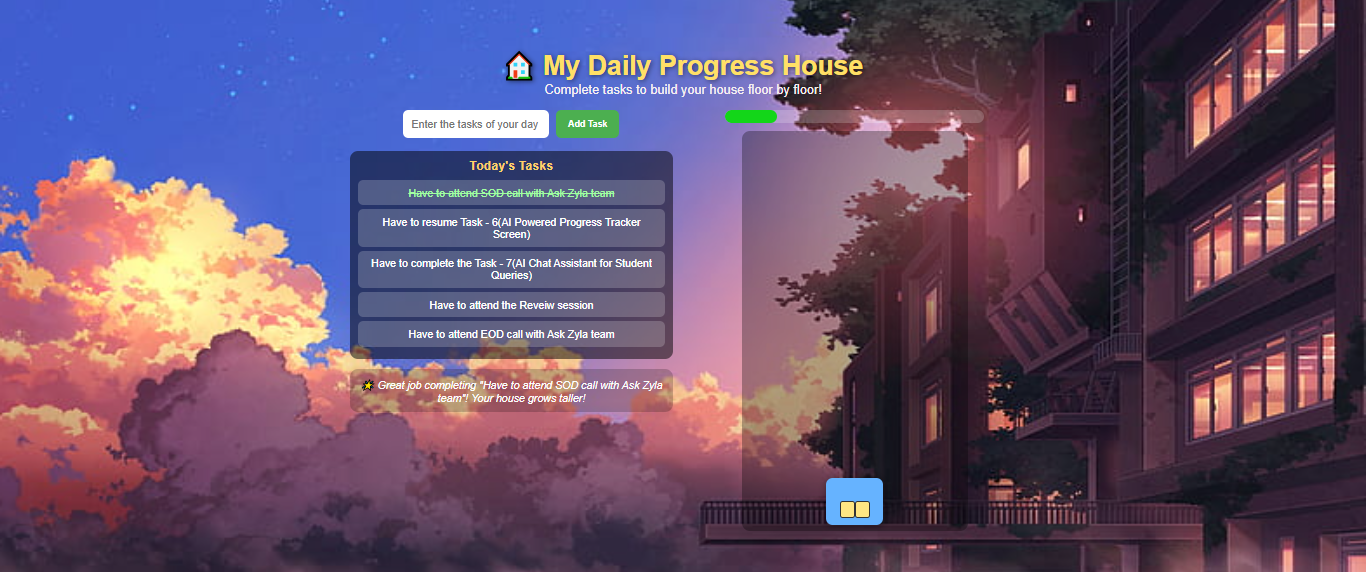 My Daily Progress House
Complete tasks to build your house floor by floor!
Enter the tasks of your day
Add Task
Today's Tasks
Have to attend SOD call with Ask Zyla team
Have to resume Task - 6(AI Powered Progress Tracker
Screen)
Have to complete the Task - 7(AI Chat Assistant for Student
Queries)
Have to attend the Reveiw session
Have to attend EOD call with Ask Zyla team
Great job completing "Have to attend SOD call with Ask Zyla
team"! Your house grows taller!